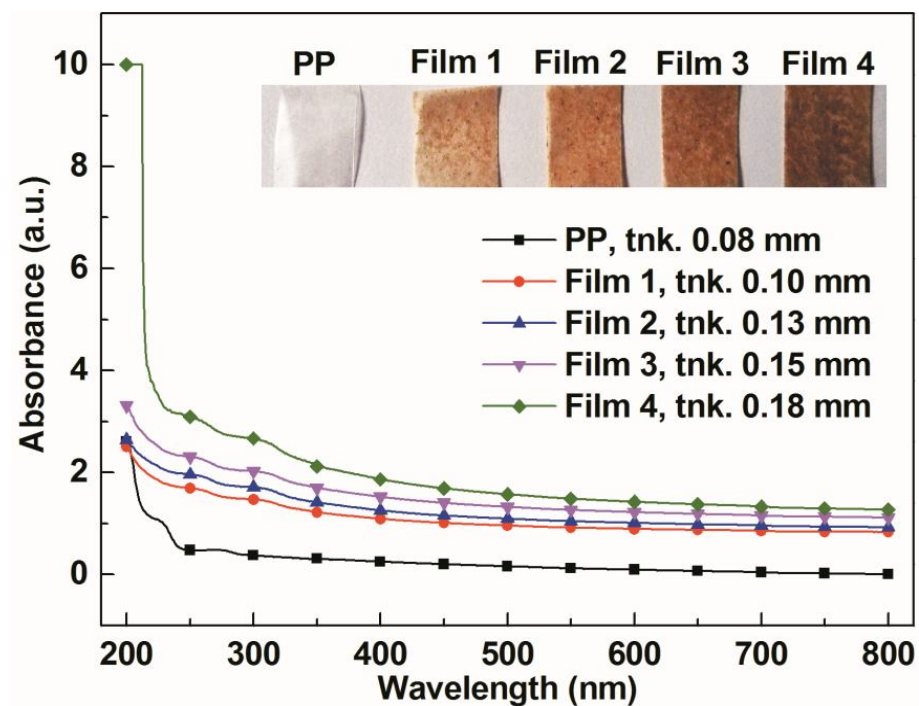 PP Film 1 Film 2 Film 3 Film 4
10
8
6
4
2
0
Absorbance (a.u.)
PP, tnk. 0.08 mm
Film 1, tnk. 0.10 mm
Film 2, tnk. 0.13 mm
Film 3, tnk. 0.15 mm
Film 4, tnk. 0.18 mm
200 300 400 500 600 700 800
Wavelength (nm)